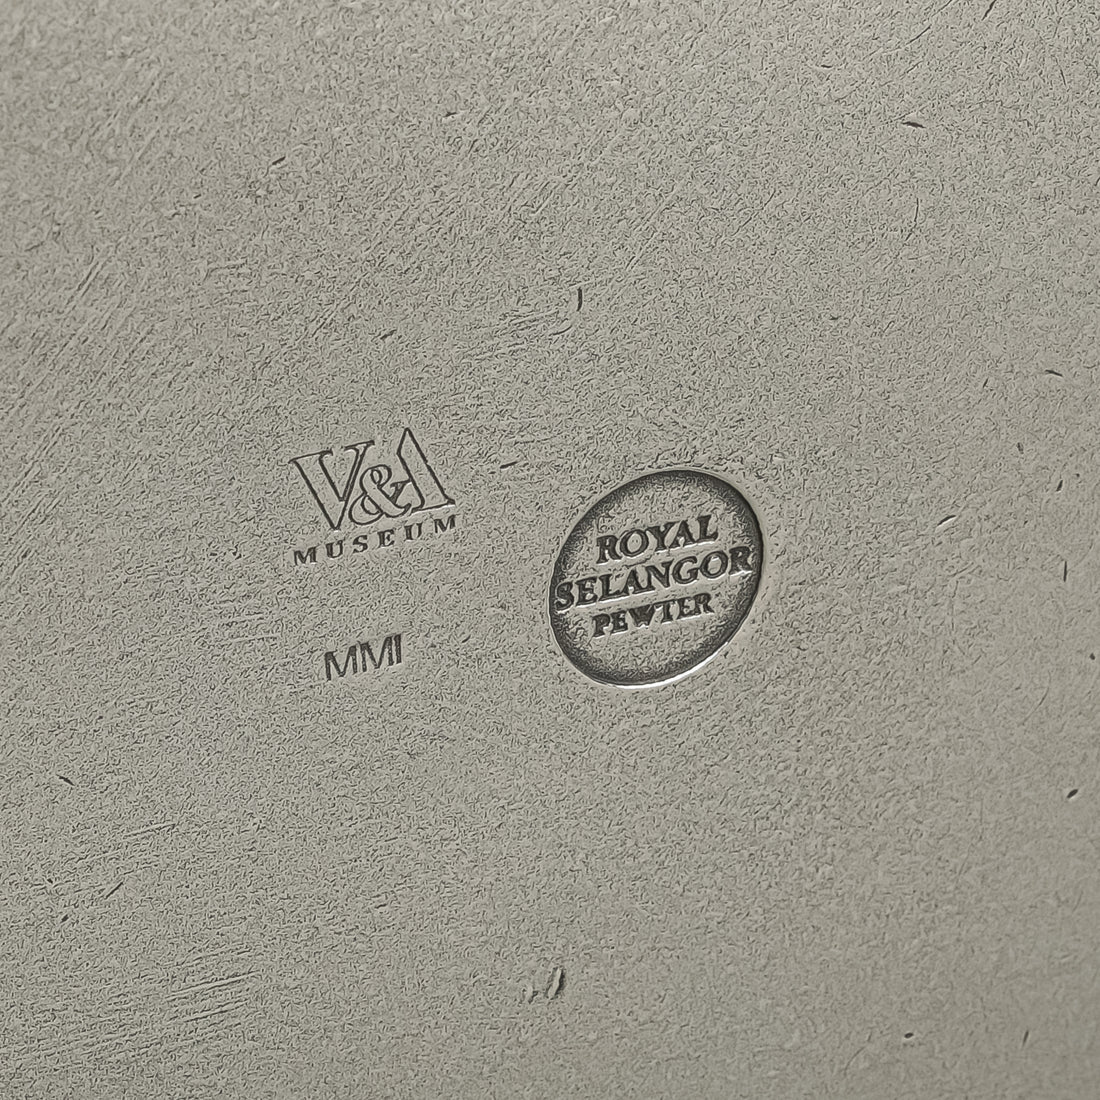 V&A
MUSEUM
MMI
ROYAL
SELANGOR
PEWTER